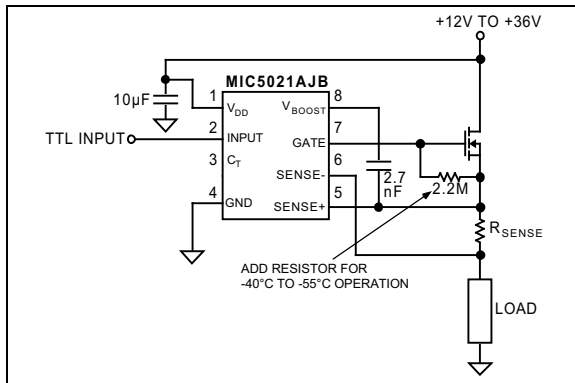 +12V TO +36V
MIC5021AJB
10µF
1
VDD
VBOOST
8
TTL INPUT
2
INPUT
GATE
7
3
CT
SENSE-
6
2.7
nF
2.2M
4
GND
SENSE+
5
RSENSE
ADD RESISTOR FOR
-40°C TO -55°C OPERATION
LOAD